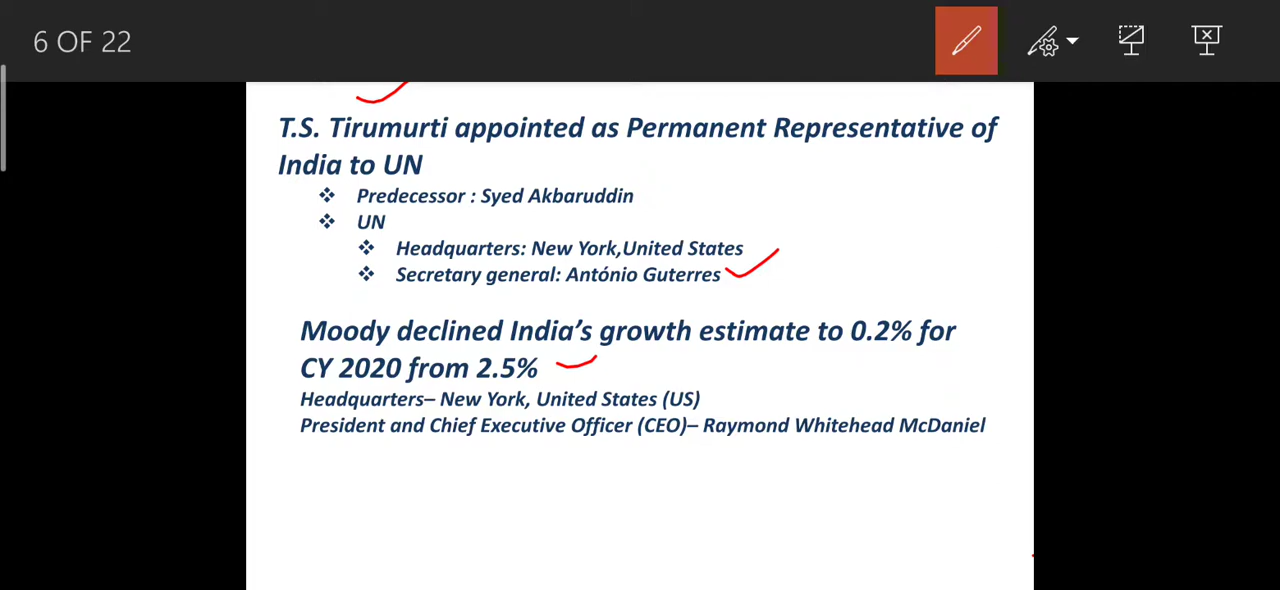 6 OF 22
T.S. Tirumurti appointed as Permanent Representative of
India to UN
Predecessor : Syed Akbaruddin
UN
Headquarters: New York,United States
Secretary general: António Guterres
Moody declined India’s growth estimate to 0.2% for
CY 2020 from 2.5%
Headquarters– New York, United States (US)
President and Chief Executive Officer (CEO)– Raymond Whitehead McDaniel